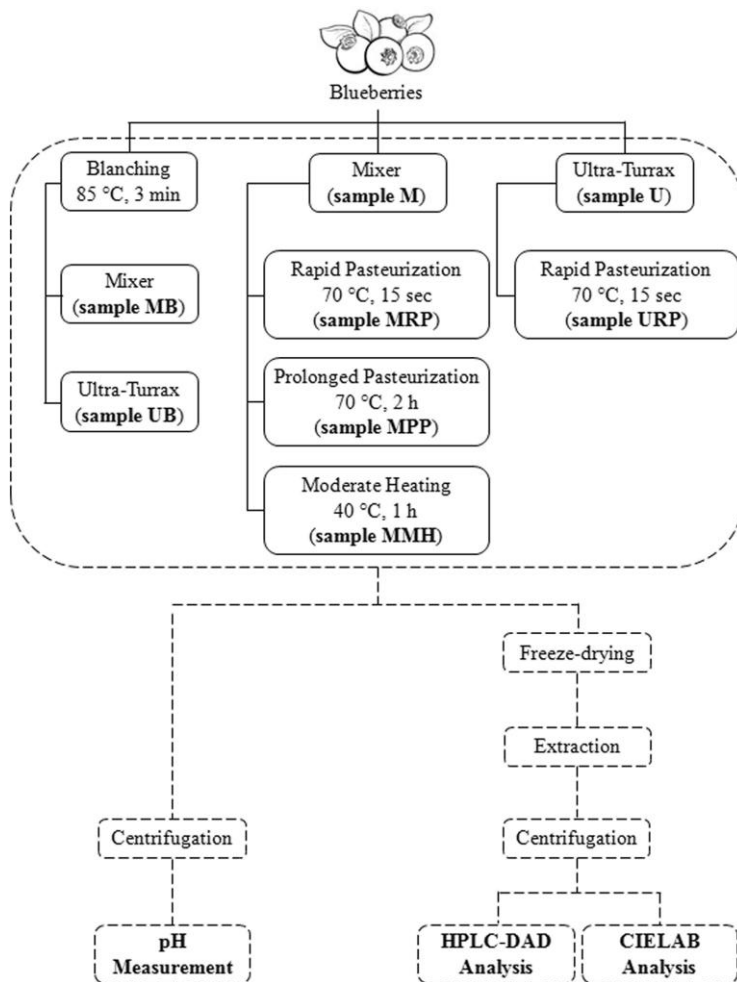 Blueberries
Blanching
85 °C, 3 min
Mixer
(sample MB)
Ultra-Turrax
(sample UB)
Mixer
(sample M)
Rapid Pasteurization
70 °C, 15 sec
(sample MRP)
Prolonged Pasteurization
70 °C, 2 h
(sample MPP)
Moderate Heating
40 °C, 1 h
(sample MMH)
Ultra-Turrax
(sample U)
Rapid Pasteurization
70 °C, 15 sec
(sample URP)
Centrifugation
pH
Measurement
Freeze-drying
Extraction
Centrifugation
HPLC-DAD
Analysis
CIELAB
Analysis